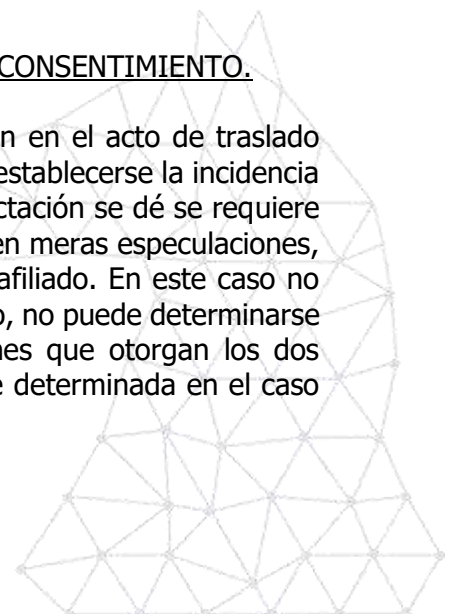 CONSENTIMIENTO.
n en el acto de traslado
establecerse la incidencia
ctación se dé se requiere
en meras especulaciones,
afiliado. En este caso no
o, no puede determinarse
nes que otorgan los dos
e determinada en el caso